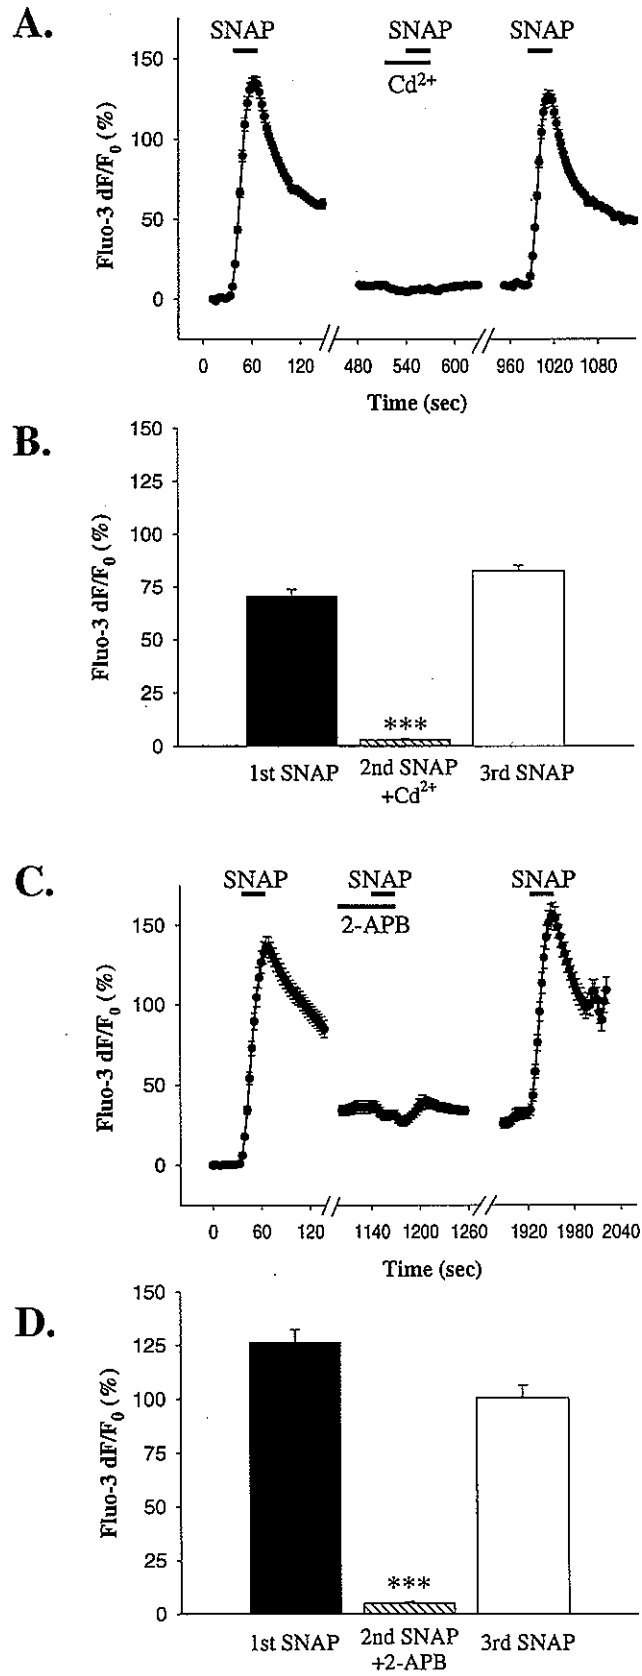 A.
SNAP SNAP SNAP
Cd²⁺
150
100
50
0
Fluo-3 dF/F₀ (%)
0 60 120 480 540 600 960 1020 1080
Time (sec)
B.
150
125
100
75
50
25
0
Fluo-3 dF/F₀ (%)
***
1st SNAP 2nd SNAP 3rd SNAP
+Cd²⁺
C.
SNAP SNAP SNAP
2-APB
150
100
50
0
Fluo-3 dF/F₀ (%)
0 60 120 1140 1200 1260 1920 1980 2040
Time (sec)
D.
150
125
100
75
50
25
0
Fluo-3 dF/F₀ (%)
***
1st SNAP 2nd SNAP 3rd SNAP
+2-APB